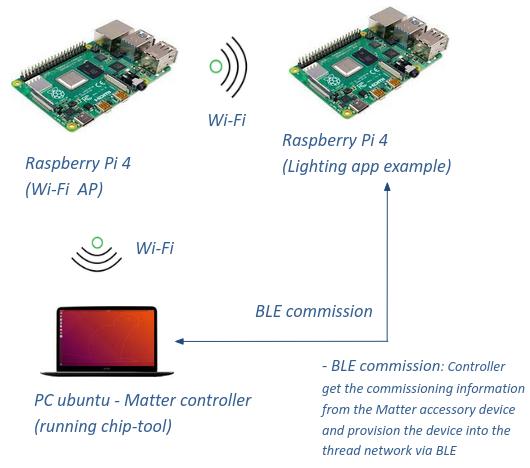 Wi-Fi
Raspberry Pi 4
(Wi-Fi AP)
Raspberry Pi 4
(Lighting app example)
Wi-Fi
BLE commission
PC ubuntu - Matter controller
(running chip-tool)
- BLE commission: Controller
get the commissioning information
from the Matter accessory device
and provision the device into the
thread network via BLE